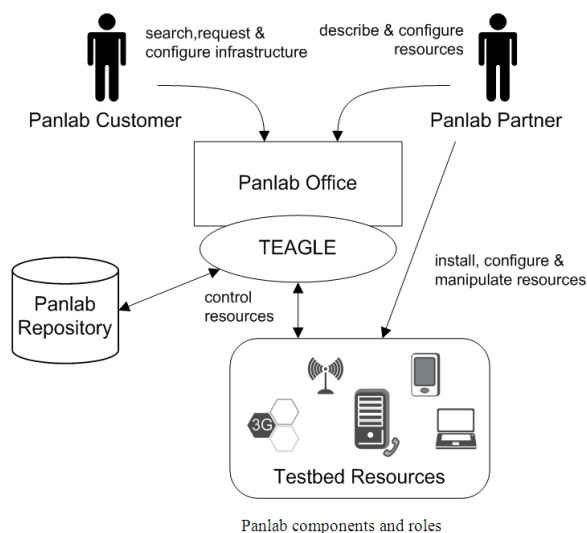 search,request &
configure infrastructure
describe & configure
resources
Panlab Customer
Panlab Partner
Panlab Office
TEAGLE
install, configure &
manipulate resources
control
resources
Panlab
Repository
3G
Testbed Resources
Panlab components and roles